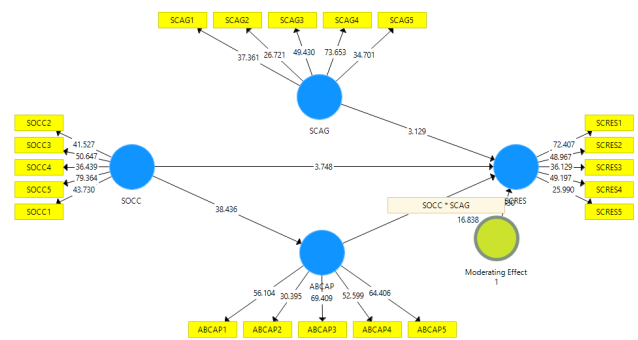 SCAG1 SCAG2 SCAG3 SCAG4 SCAG5
37.361 26.721 49.430 73.653 34.701
SCAG
SOCC2
SOCC3
SOCC4
SOCC5
SOCC1
41.527
50.647
36.439
79.364
43.730
SOCC
3.129
3.748
38.436
SCRES1
SCRES2
SCRES3
SCRES4
SCRES5
72.407
48.967
36.129
49.197
25.990
SCRES
SOCC * SCAG
16.838
Moderating Effect
1
ABCAP
56.104 30.395 69.409 52.599 64.406
ABCAP1 ABCAP2 ABCAP3 ABCAP4 ABCAP5